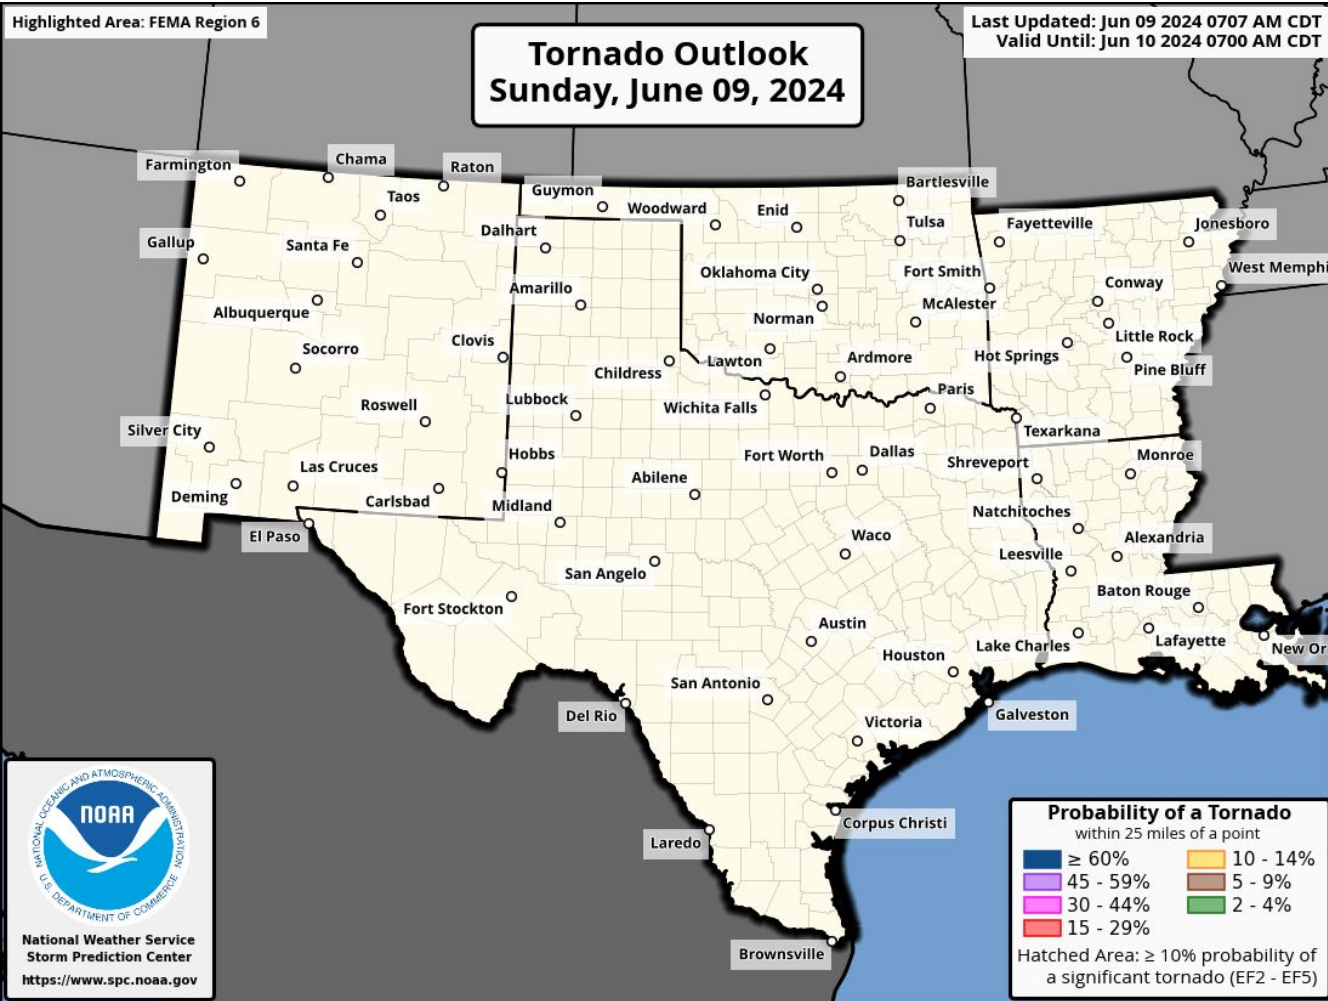 Highlighted Area: FEMA Region 6
Tornado Outlook
Sunday, June 09, 2024
Last Updated: Jun 09 2024 0707 AM CDT
Valid Until: Jun 10 2024 0700 AM CDT
Farmington
Chama
Raton
Taos
Guymon
Woodward
Enid
Bartlesville
Tulsa
Fayetteville
Jonesboro
Gallup
Santa Fe
Dalhart
Oklahoma City
Fort Smith
West Memphi
Conway
Amarillo
McAlester
Albuquerque
Norman
Little Rock
Socorro
Clovis
Childress
Lawton
Ardmore
Hot Springs
Pine Bluff
Roswell
Lubbock
Wichita Falls
Paris
Silver City
Texarkana
Las Cruces
Hobbs
Fort Worth
Dallas
Shreveport
Monroe
Deming
Carlsbad
Abilene
Midland
Natchitoches
El Paso
Waco
Leesville
Alexandria
San Angelo
Baton Rouge
Fort Stockton
Austin
Houston
Lake Charles
Lafayette
New Or
San Antonio
Del Rio
Victoria
Galveston
Corpus Christi
Laredo
Brownsville
NATIONAL OCEANIC AND ATMOSPHERIC ADMINISTRATION
NOAA
U.S. DEPARTMENT OF COMMERCE
National Weather Service
Storm Prediction Center
https://www.spc.noaa.gov
Probability of a Tornado
within 25 miles of a point
≥ 60%
45 - 59%
30 - 44%
15 - 29%
10 - 14%
5 - 9%
2 - 4%
Hatched Area: ≥ 10% probability of
a significant tornado (EF2 - EF5)